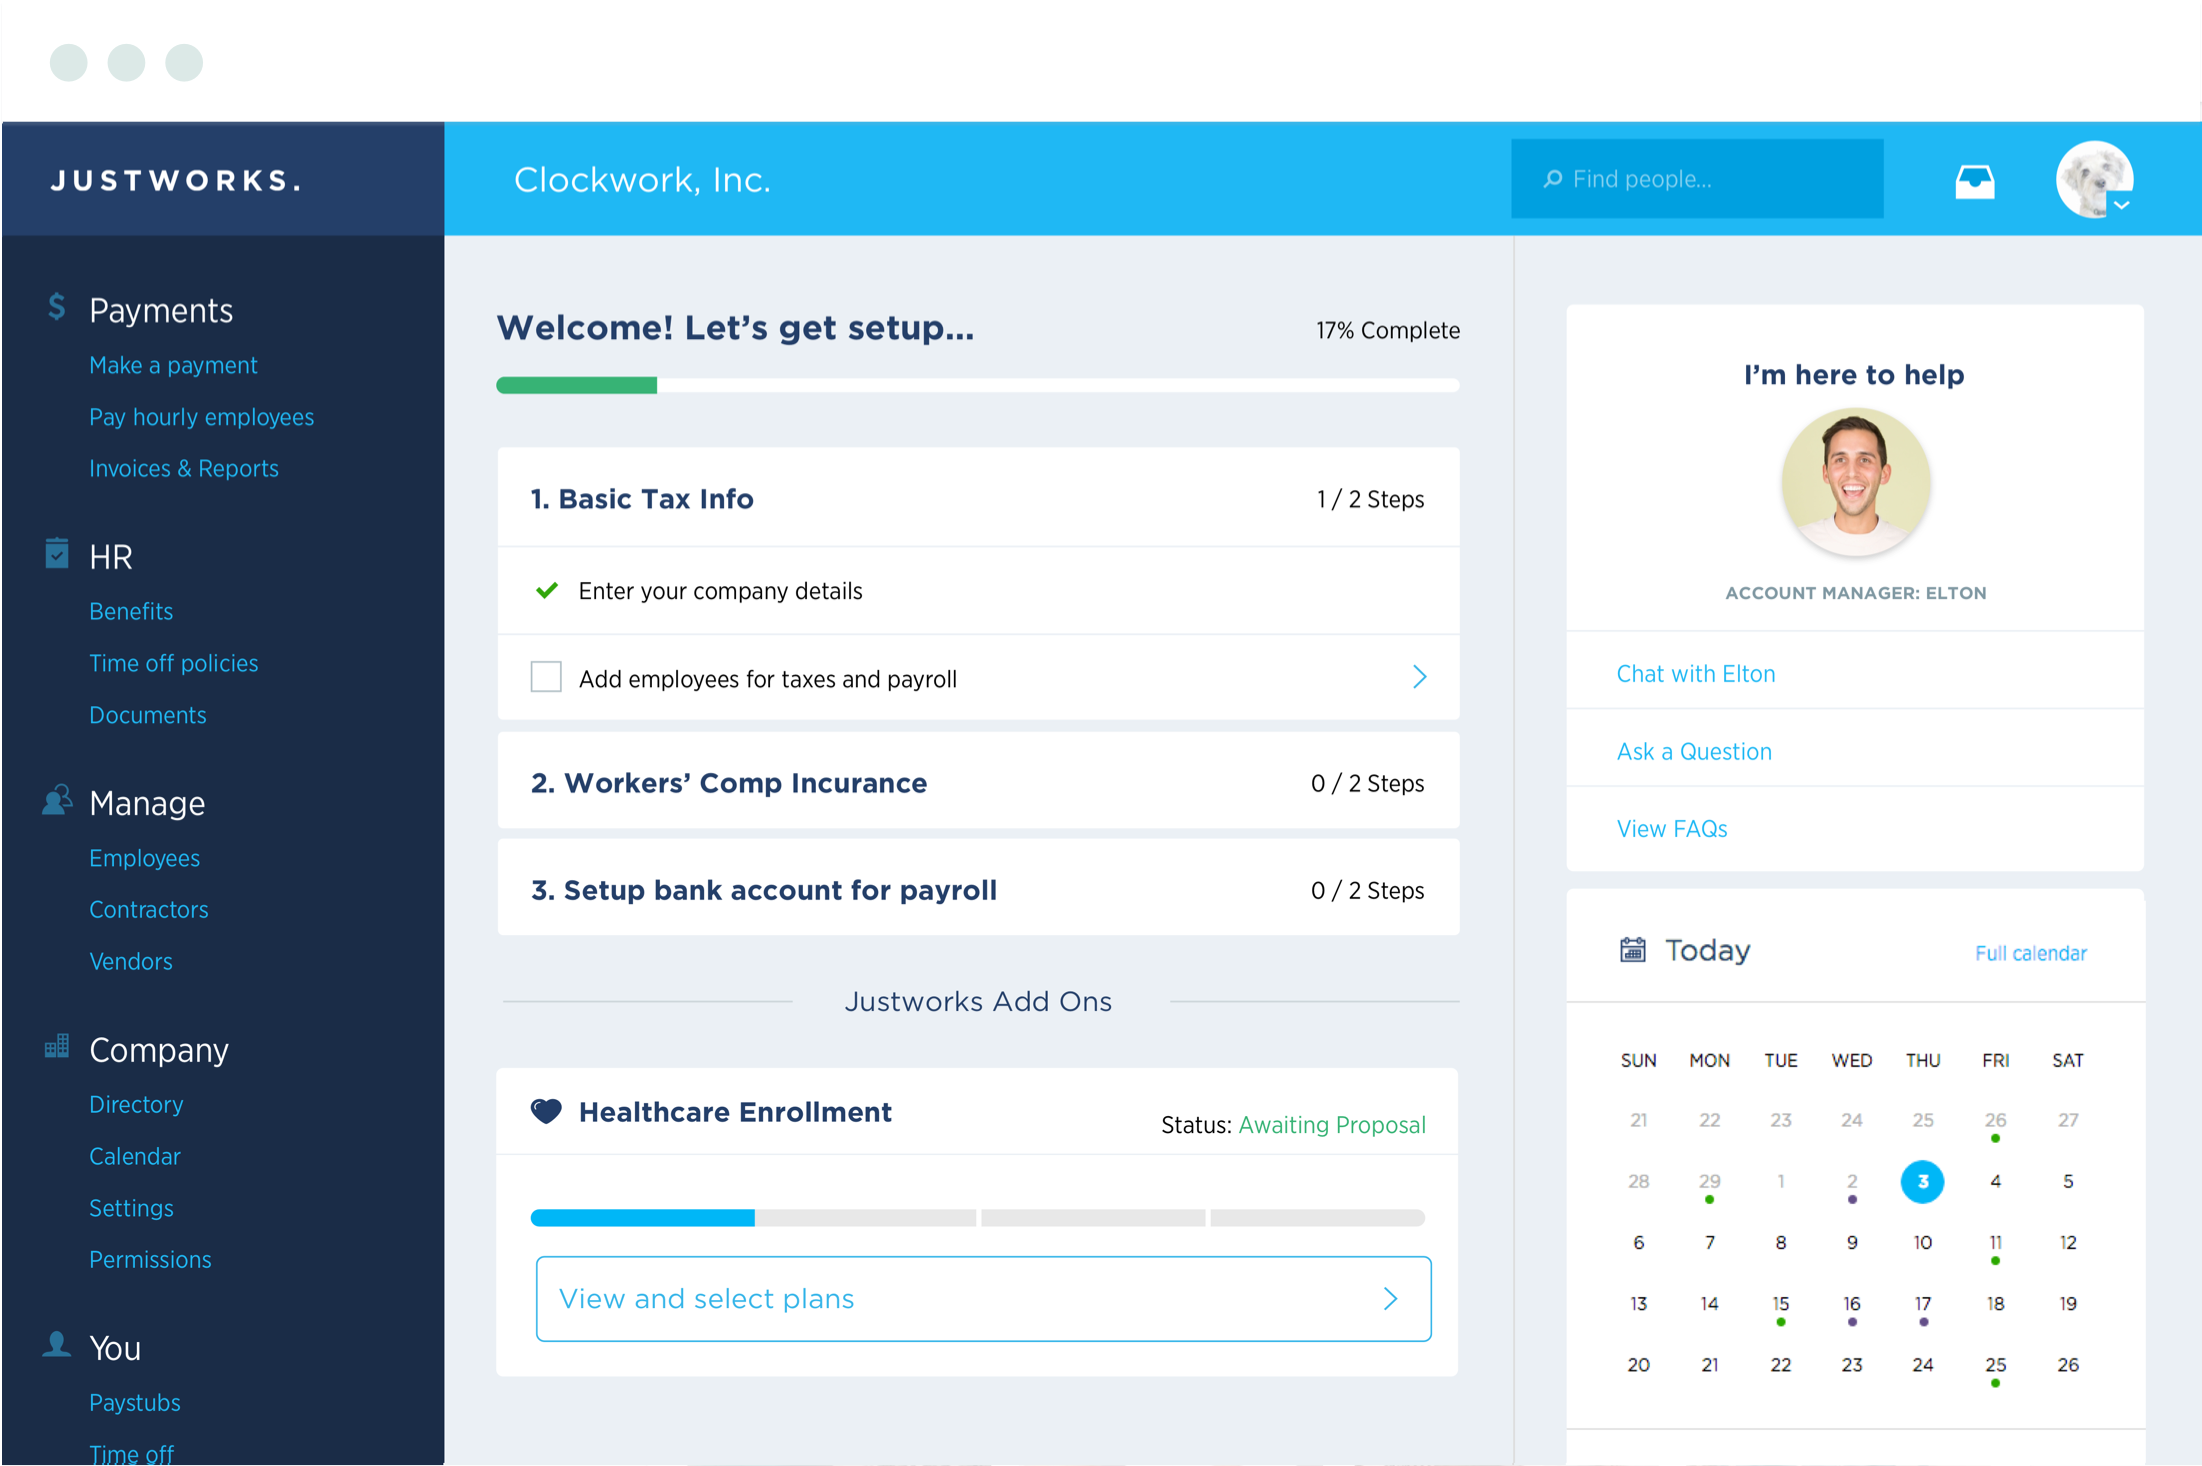 JUSTWORKS.
Clockwork, Inc.
Find people...
Payments
Make a payment
Pay hourly employees
Invoices & Reports
HR
Benefits
Time off policies
Documents
Manage
Employees
Contractors
Vendors
Company
Directory
Calendar
Settings
Permissions
You
Paystubs
Time off
Welcome! Let’s get setup...
17% Complete
1. Basic Tax Info
1 / 2 Steps
Enter your company details
Add employees for taxes and payroll
2. Workers’ Comp Incurance
0 / 2 Steps
3. Setup bank account for payroll
0 / 2 Steps
Justworks Add Ons
Healthcare Enrollment
Status: Awaiting Proposal
View and select plans
I’m here to help
ACCOUNT MANAGER: ELTON
Chat with Elton
Ask a Question
View FAQs
Today
Full calendar
SUN MON TUE WED THU FRI SAT
21 22 23 24 25 26 27
28 29 1 2 3 4 5
6 7 8 9 10 11 12
13 14 15 16 17 18 19
20 21 22 23 24 25 26